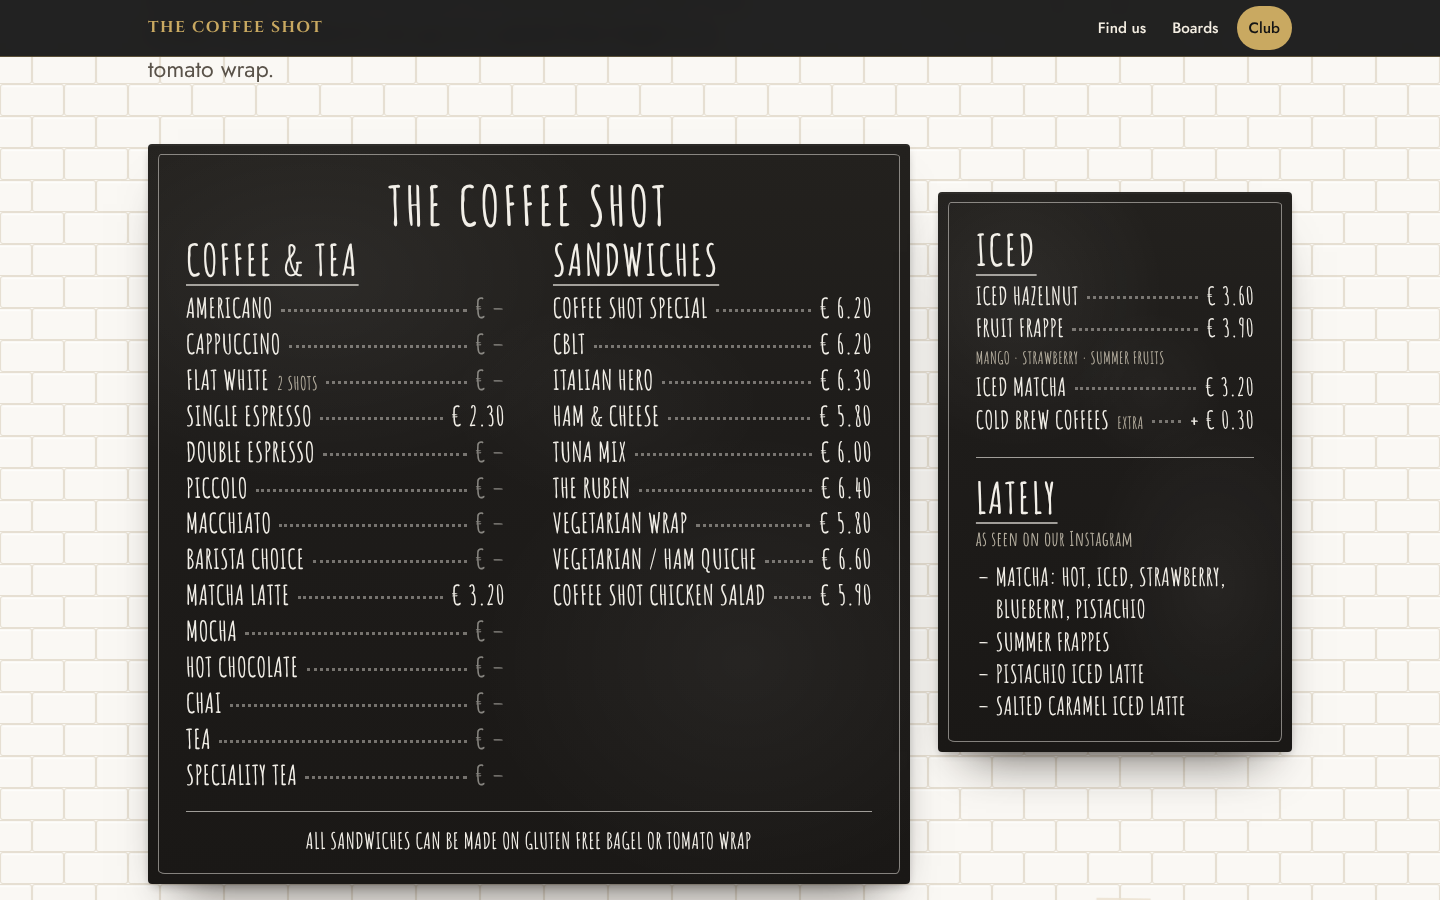 THE COFFEE SHOT
Find us
Boards
Club
tomato wrap.
THE COFFEE SHOT
COFFEE & TEA
AMERICANO € –
CAPPUCCINO € –
FLAT WHITE 2 SHOTS € –
SINGLE ESPRESSO € 2.30
DOUBLE ESPRESSO € –
PICCOLO € –
MACCHIATO € –
BARISTA CHOICE € –
MATCHA LATTE € 3.20
MOCHA € –
HOT CHOCOLATE € –
CHAI € –
TEA € –
SPECIALITY TEA € –
SANDWICHES
COFFEE SHOT SPECIAL € 6.20
CBLT € 6.20
ITALIAN HERO € 6.30
HAM & CHEESE € 5.80
TUNA MIX € 6.00
THE RUBEN € 6.40
VEGETARIAN WRAP € 5.80
VEGETARIAN / HAM QUICHE € 6.60
COFFEE SHOT CHICKEN SALAD € 5.90
ALL SANDWICHES CAN BE MADE ON GLUTEN FREE BAGEL OR TOMATO WRAP
ICED
ICED HAZELNUT € 3.60
FRUIT FRAPPE € 3.90
MANGO · STRAWBERRY · SUMMER FRUITS
ICED MATCHA € 3.20
COLD BREW COFFEES EXTRA + € 0.30
LATELY
AS SEEN ON OUR INSTAGRAM
– MATCHA: HOT, ICED, STRAWBERRY,
BLUEBERRY, PISTACHIO
– SUMMER FRAPPES
– PISTACHIO ICED LATTE
– SALTED CARAMEL ICED LATTE